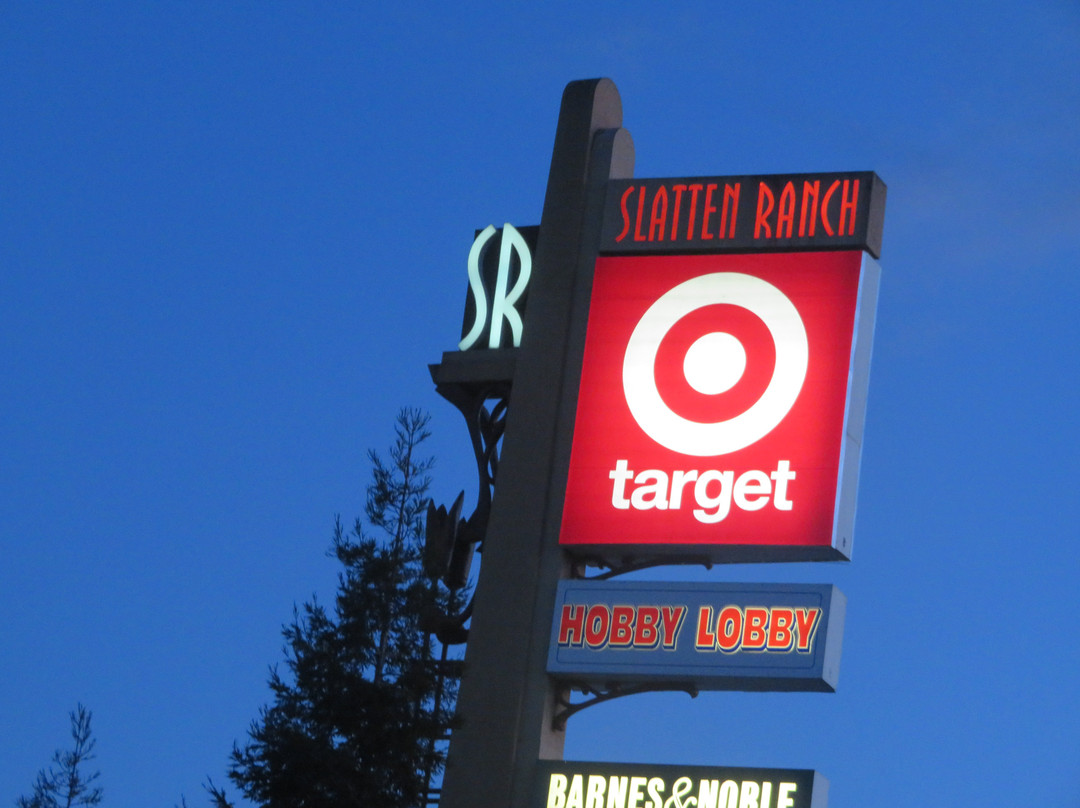 SR
SLATTEN RANCH
target
HOBBY LOBBY
BARNES & NOBLE